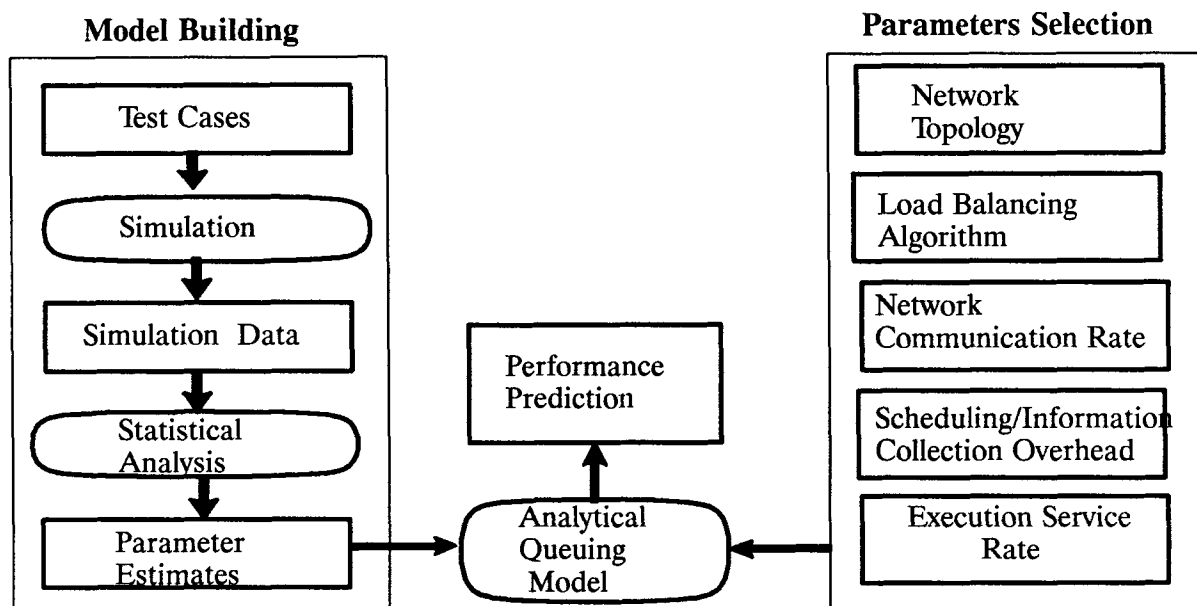 Model Building
Test Cases
Simulation
Simulation Data
Statistical
Analysis
Parameter
Estimates
Performance
Prediction
Analytical
Queuing
Model
Parameters Selection
Network
Topology
Load Balancing
Algorithm
Network
Communication Rate
Scheduling/Information
Collection Overhead
Execution Service
Rate